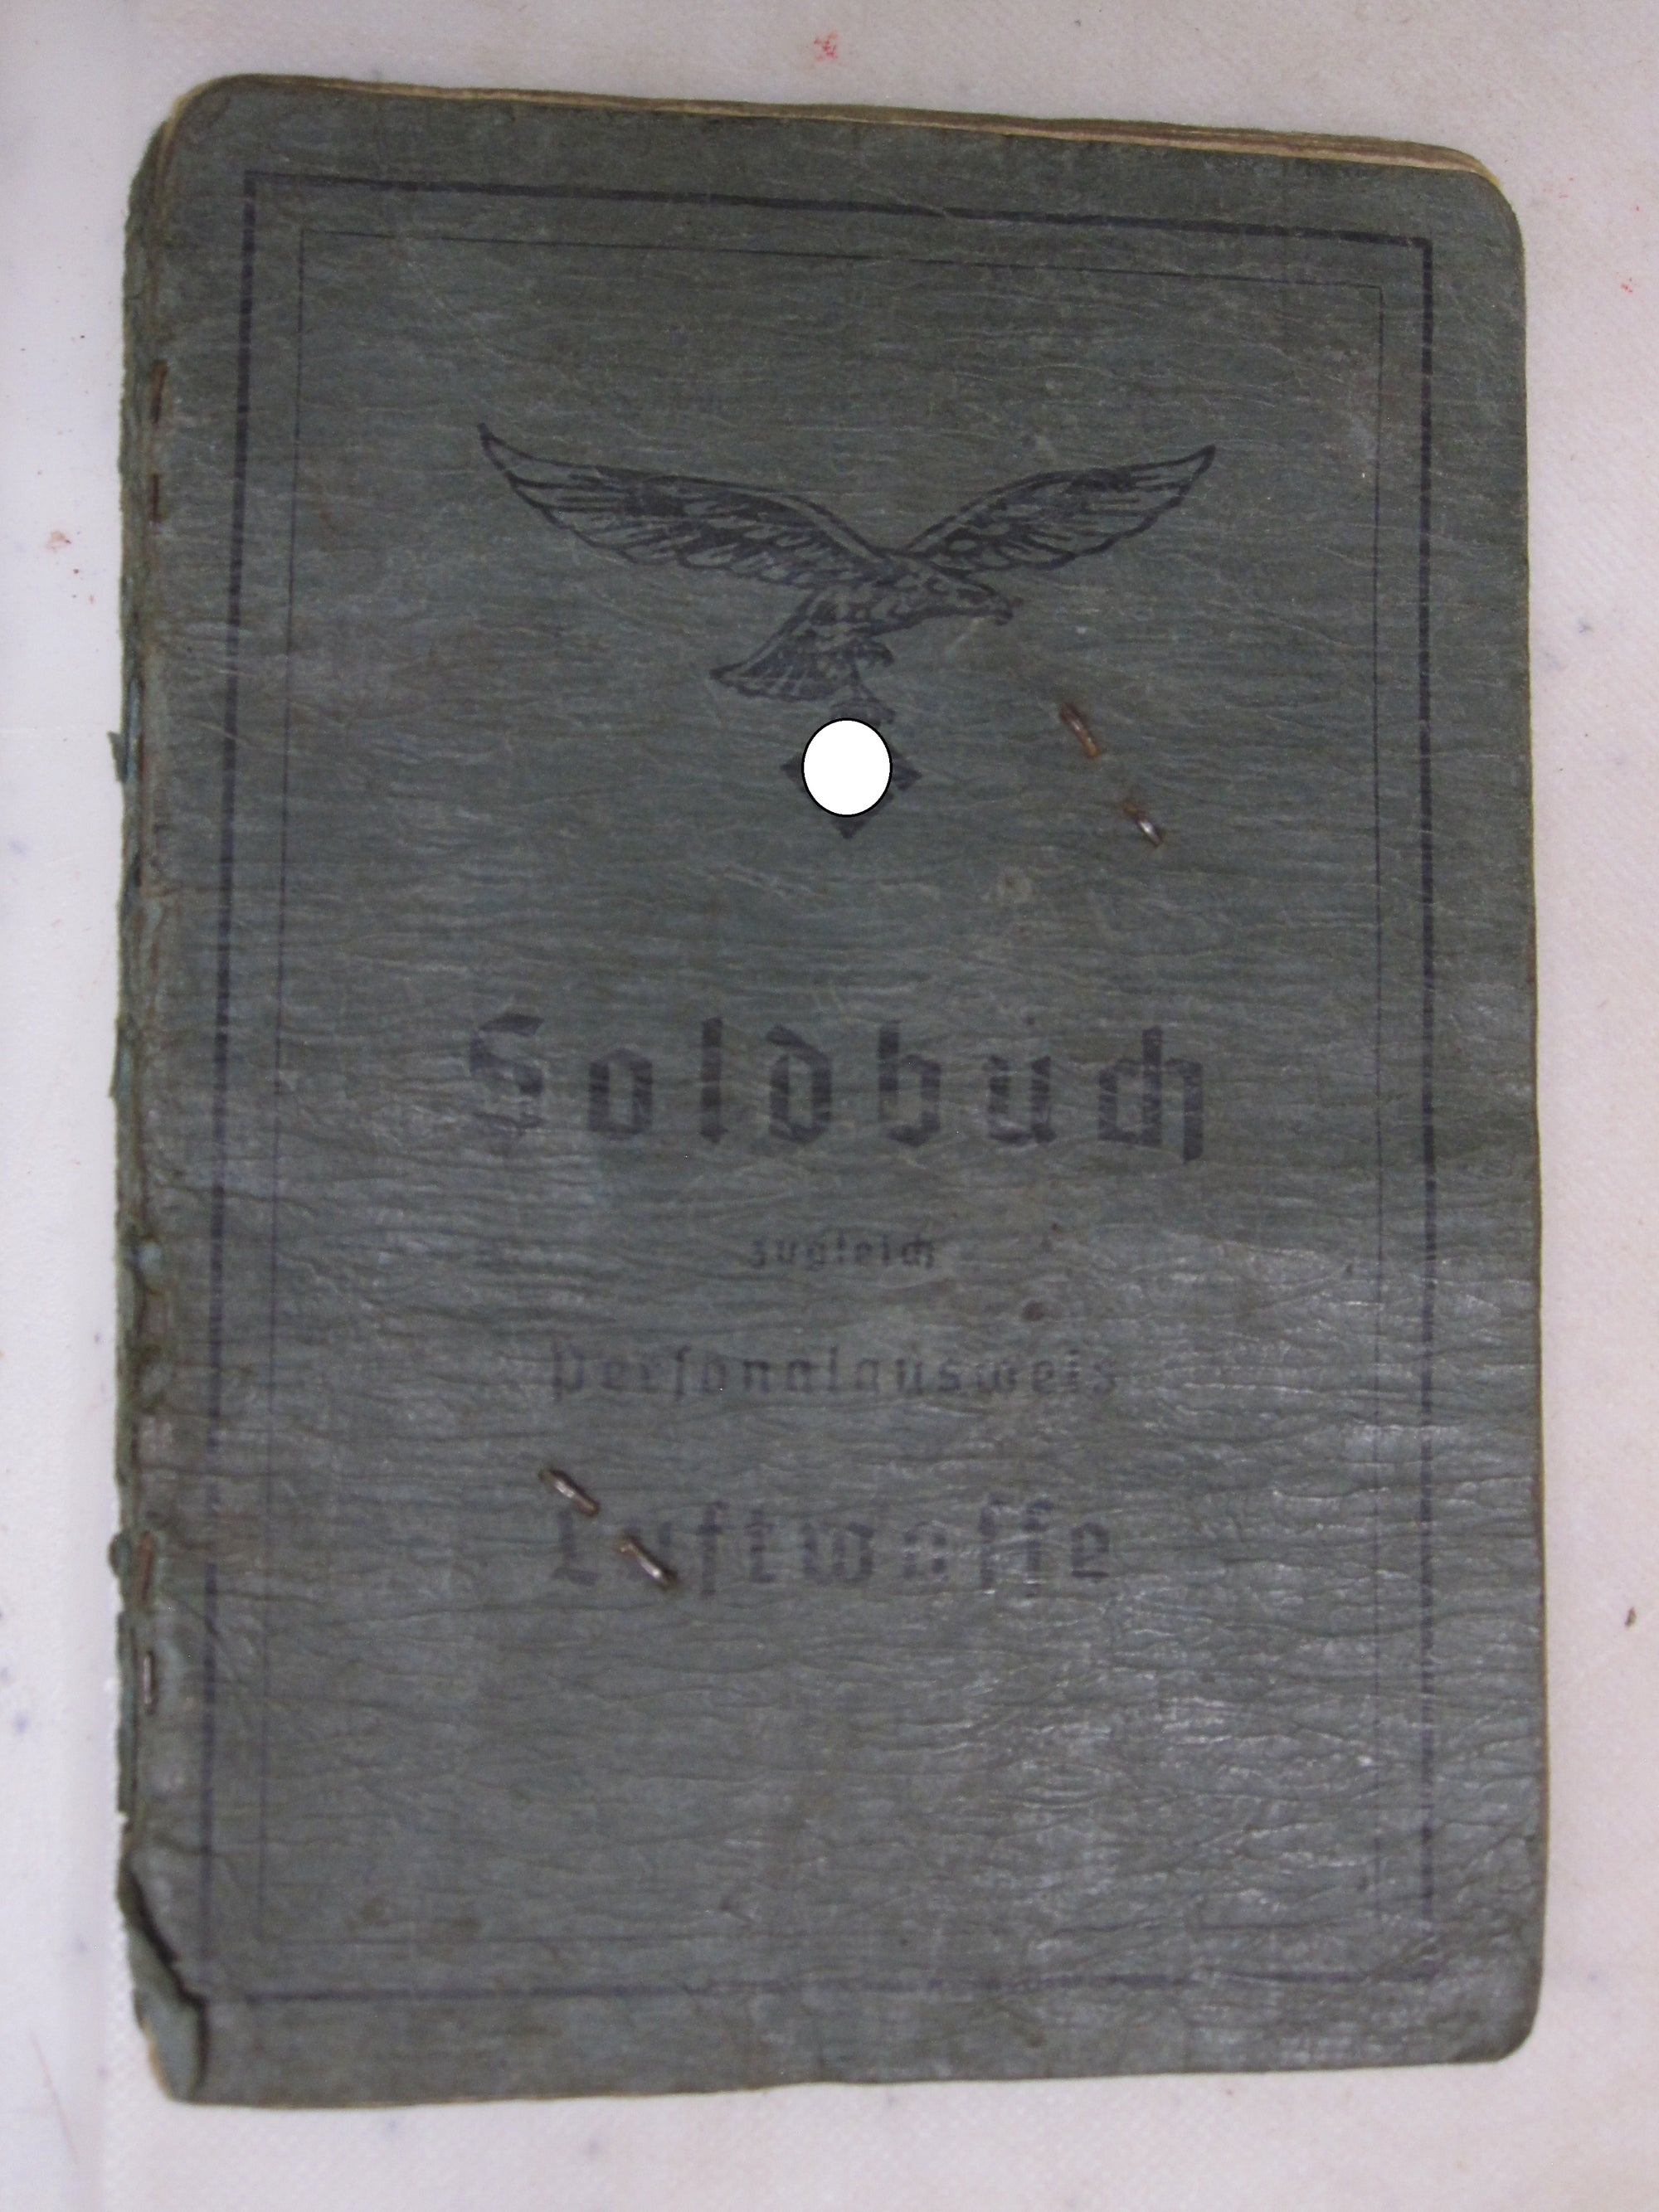 Soldbuch
zugleich
Personalausweis
Luftwaffe